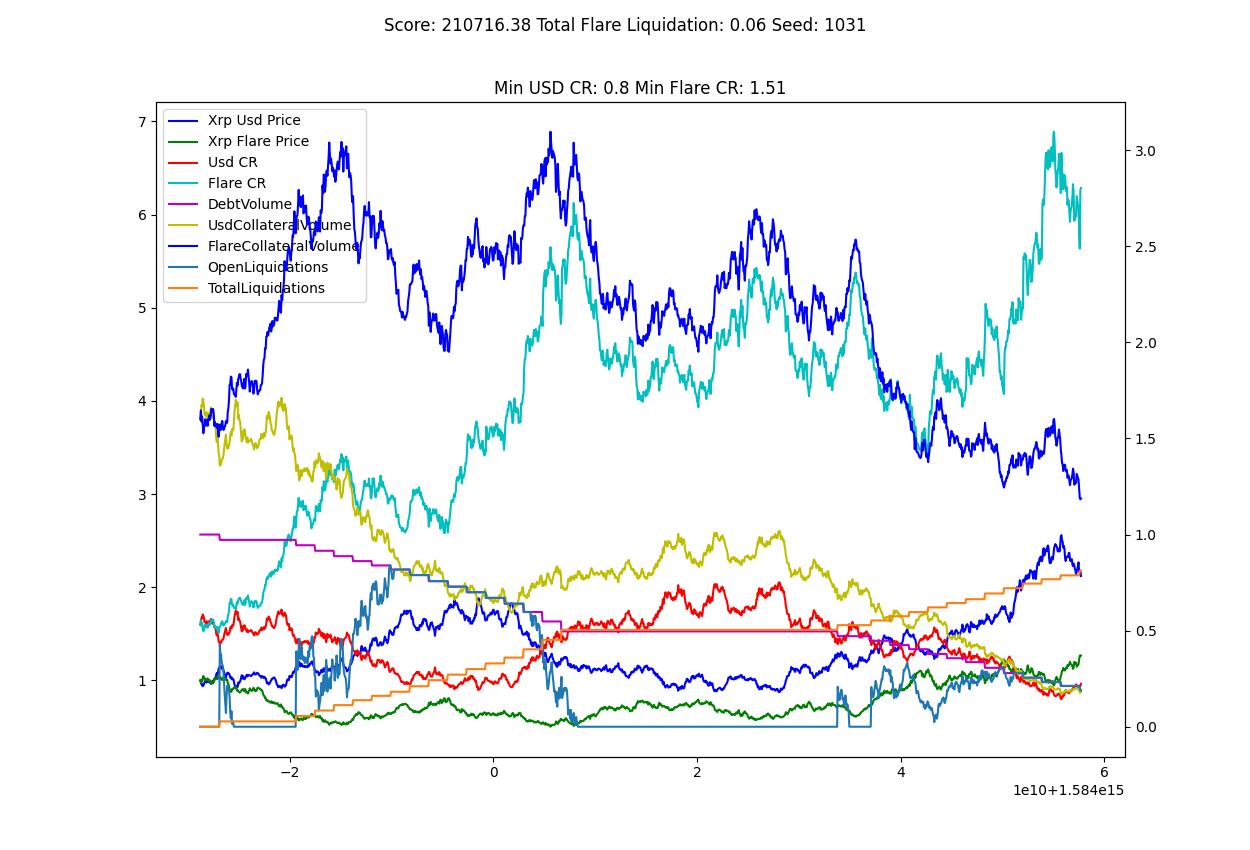 Score: 210716.38 Total Flare Liquidation: 0.06 Seed: 1031
Min USD CR: 0.8 Min Flare CR: 1.51
Xrp Usd Price
Xrp Flare Price
Usd CR
Flare CR
DebtVolume
UsdCollateralVolume
FlareCollateralVolume
OpenLiquidations
TotalLiquidations
7
6
5
4
3
2
1
3.0
2.5
2.0
1.5
1.0
0.5
0.0
−2 0 2 4 6
1e10+1.584e15